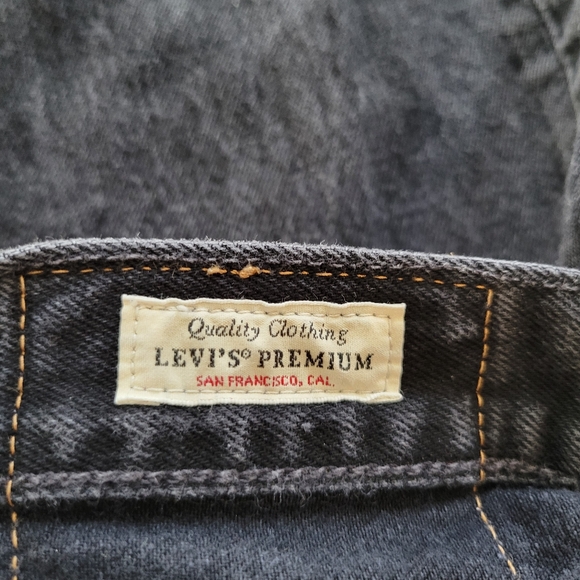 Quality Clothing
LEVI'S® PREMIUM
SAN FRANCISCO, CAL.